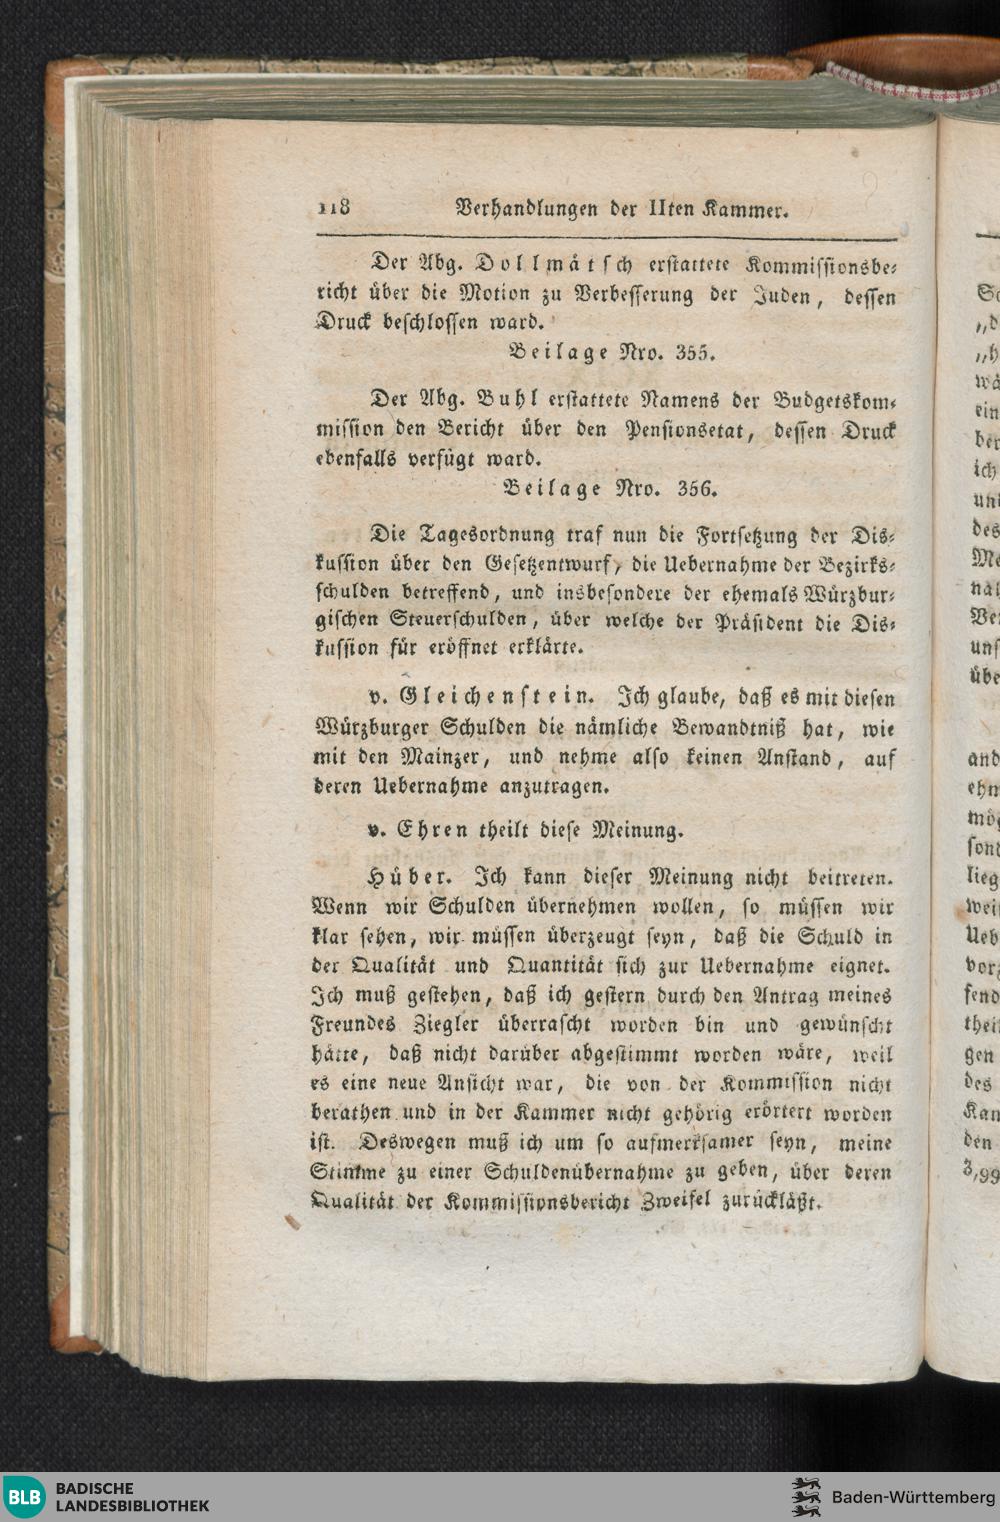 118 Verhandlungen der IIten Kammer.
Der Abg. Dollmätsch erstattete Kommissionsbe-
richt über die Motion zu Verbesserung der Juden, dessen
Druck beschlossen ward.
Beilage Nro. 355.
Der Abg. Buhl erstattete Namens der Budgetskom-
mission den Bericht über den Pensionsetat, dessen Druck
ebenfalls verfügt ward.
Beilage Nro. 356.
Die Tagesordnung traf nun die Fortsetzung der Dis-
kussion über den Gesetzentwurf, die Uebernahme der Bezirks-
schulden betreffend, und insbesondere der ehemals Würzbur-
gischen Steuerschulden, über welche der Präsident die Dis-
kussion für eröffnet erklärte.
v. Gleichenstein. Ich glaube, daß es mit diesen
Würzburger Schulden die nämliche Bewandtniß hat, wie
mit den Mainzer, und nehme also keinen Anstand, auf
deren Uebernahme anzutragen.
v. Ehren theilt diese Meinung.
Hüber. Ich kann dieser Meinung nicht beitreten.
Wenn wir Schulden übernehmen wollen, so müssen wir
klar sehen, wir müssen überzeugt seyn, daß die Schuld in
der Qualität und Quantität sich zur Uebernahme eignet.
Ich muß gestehen, daß ich gestern durch den Antrag meines
Freundes Ziegler überrascht worden bin und gewünscht
hätte, daß nicht darüber abgestimmt worden wäre, weil
es eine neue Ansicht war, die von der Kommission nicht
berathen und in der Kammer nicht gehörig erörtert worden
ist. Deswegen muß ich um so aufmerksamer seyn, meine
Stimme zu einer Schuldenübernahme zu geben, über deren
Qualität der Kommissionsbericht Zweifel zurückläßt.
BLB BADISCHE
LANDESBIBLIOTHEK
Baden-Württemberg